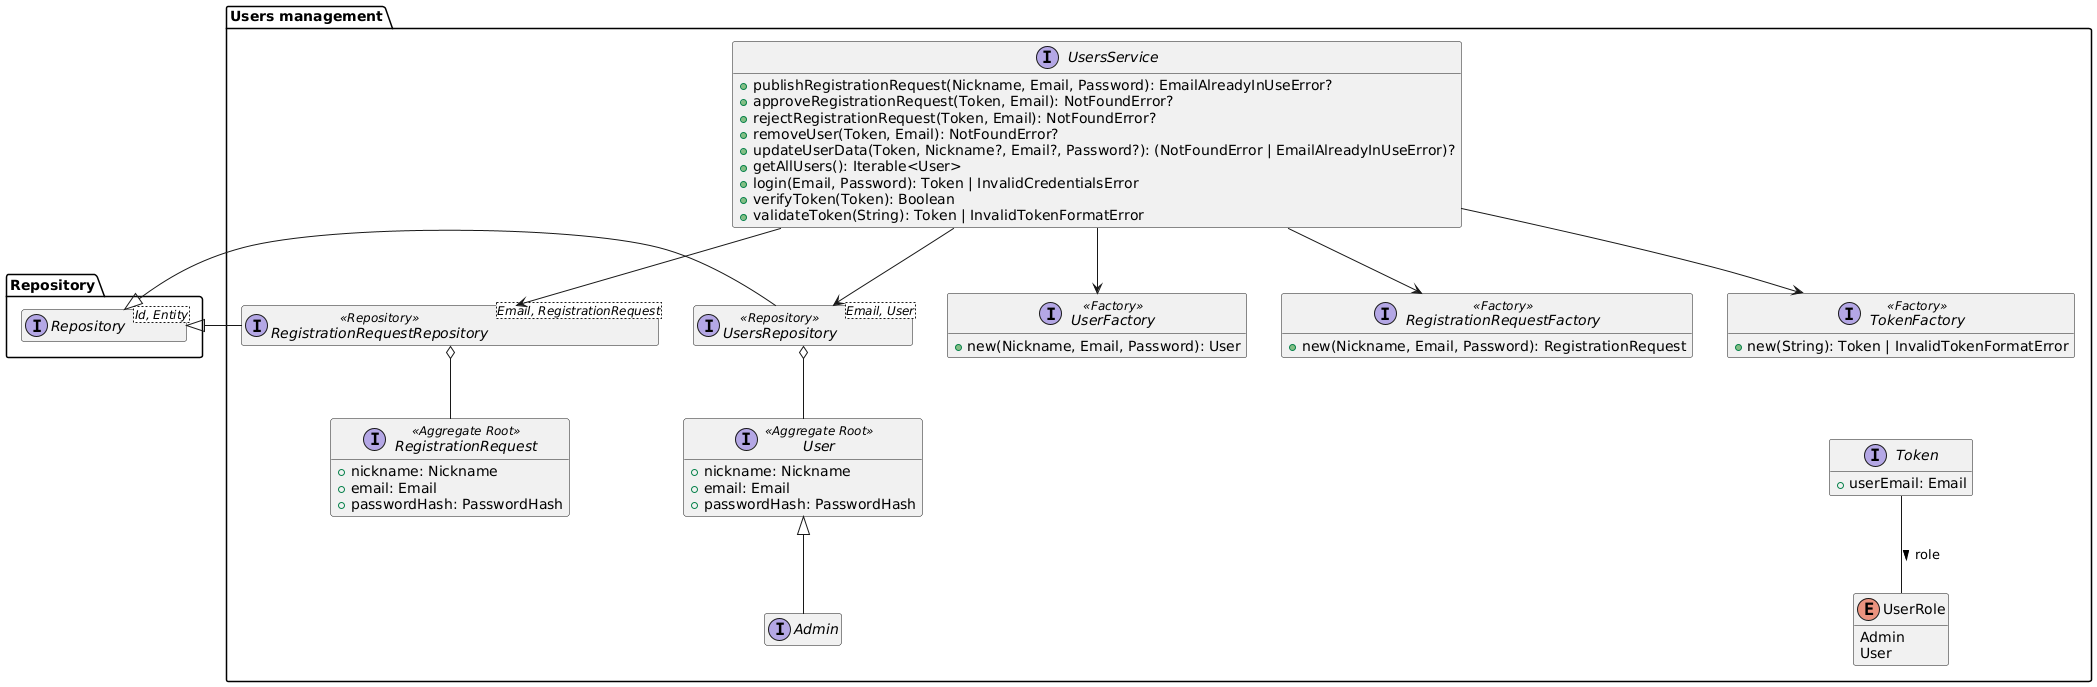 Users management
I UsersService
publishRegistrationRequest(Nickname, Email, Password): EmailAlreadyInUseError?
approveRegistrationRequest(Token, Email): NotFoundError?
rejectRegistrationRequest(Token, Email): NotFoundError?
removeUser(Token, Email): NotFoundError?
updateUserData(Token, Nickname?, Email?, Password?): (NotFoundError | EmailAlreadyInUseError)?
getAllUsers(): Iterable<User>
login(Email, Password): Token | InvalidCredentialsError
verifyToken(Token): Boolean
validateToken(String): Token | InvalidTokenFormatError
Repository
I Repository
Id, Entity
«Repository»
I RegistrationRequestRepository
Email, RegistrationRequest
«Repository»
I UsersRepository
Email, User
«Factory»
I UserFactory
new(Nickname, Email, Password): User
«Factory»
I RegistrationRequestFactory
new(Nickname, Email, Password): RegistrationRequest
«Factory»
I TokenFactory
new(String): Token | InvalidTokenFormatError
«Aggregate Root»
I RegistrationRequest
nickname: Nickname
email: Email
passwordHash: PasswordHash
«Aggregate Root»
I User
nickname: Nickname
email: Email
passwordHash: PasswordHash
I Token
userEmail: Email
role
I Admin
E UserRole
Admin
User